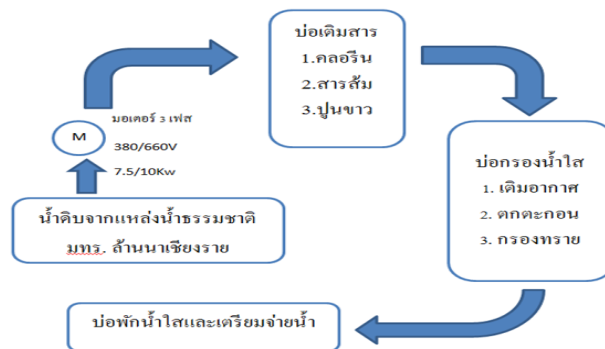 บ่อเติมสาร
1.คลอรีน
2.สารส้ม
3.ปูนขาว
มอเตอร์ 3 เฟส
M
380/660V
7.5/10Kw
น้ำดิบจากแหล่งน้ำธรรมชาติ
มทร. ล้านนาเชียงราย
บ่อกรองน้ำใส
1. เติมอากาศ
2. ตกตะกอน
3. กรองทราย
บ่อพักน้ำใสและเตรียมจ่ายน้ำ